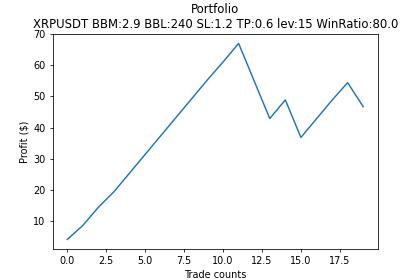 Portfolio
XRPUSDT BBM:2.9 BBL:240 SL:1.2 TP:0.6 lev:15 WinRatio:80.0
70
60
50
40
30
20
10
Profit ($)
0.0 2.5 5.0 7.5 10.0 12.5 15.0 17.5
Trade counts